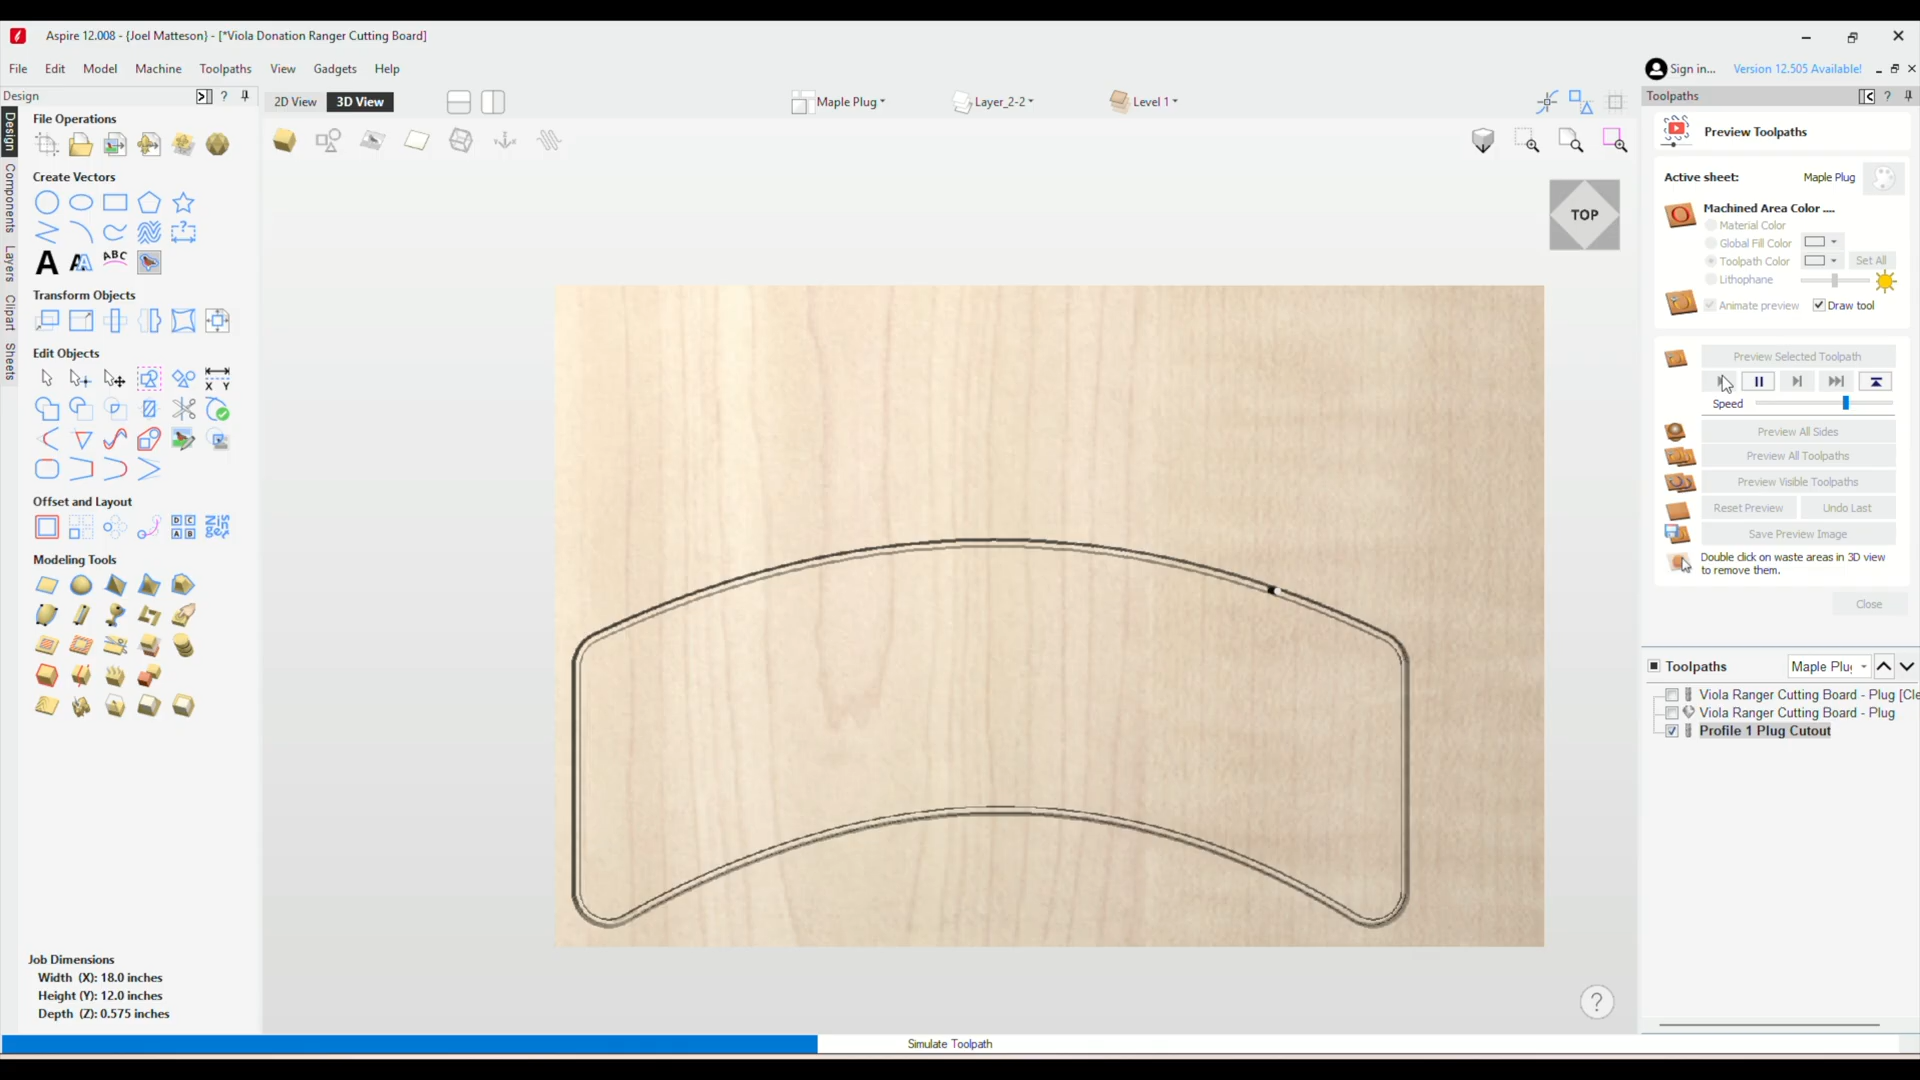 Aspire 12.008 - {Joel Matteson} - [*Viola Donation Ranger Cutting Board]
File Edit Model Machine Toolpaths View Gadgets Help
Sign in... Version 12.505 Available!
Design ?
2D View 3D View
Maple Plug Layer_2-2 Level 1
Toolpaths ?
Design
Components
Layers
Clipart
Sheets
File Operations
Create Vectors
A
ABC
Transform Objects
Edit Objects
X Y
Offset and Layout
Modeling Tools
Job Dimensions
Width (X): 18.0 inches
Height (Y): 12.0 inches
Depth (Z): 0.575 inches
TOP
?
Preview Toolpaths
Active sheet: Maple Plug
Machined Area Color ....
Material Color
Global Fill Color
Toolpath Color Set All
Lithophane
Animate preview Draw tool
Preview Selected Toolpath
Speed
Preview All Sides
Preview All Toolpaths
Preview Visible Toolpaths
Reset Preview Undo Last
Save Preview Image
Double click on waste areas in 3D view
to remove them.
Close
Toolpaths Maple Plu
Viola Ranger Cutting Board - Plug [Cle
Viola Ranger Cutting Board - Plug
Profile 1 Plug Cutout
Simulate Toolpath